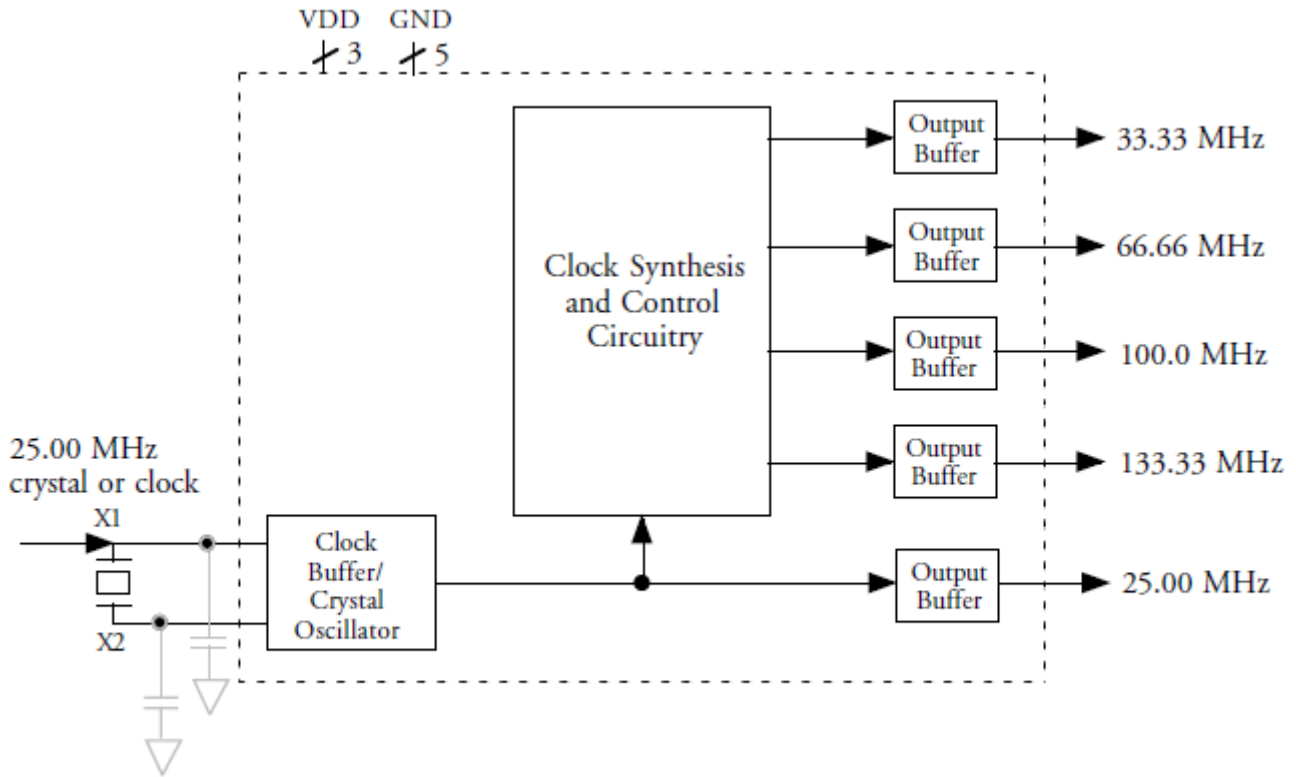 VDD GND
3 5
Output
Buffer
33.33 MHz
Output
Buffer
66.66 MHz
Clock Synthesis
and Control
Circuitry
Output
Buffer
100.0 MHz
Output
Buffer
133.33 MHz
25.00 MHz
crystal or clock
X1
X2
Clock
Buffer/
Crystal
Oscillator
Output
Buffer
25.00 MHz